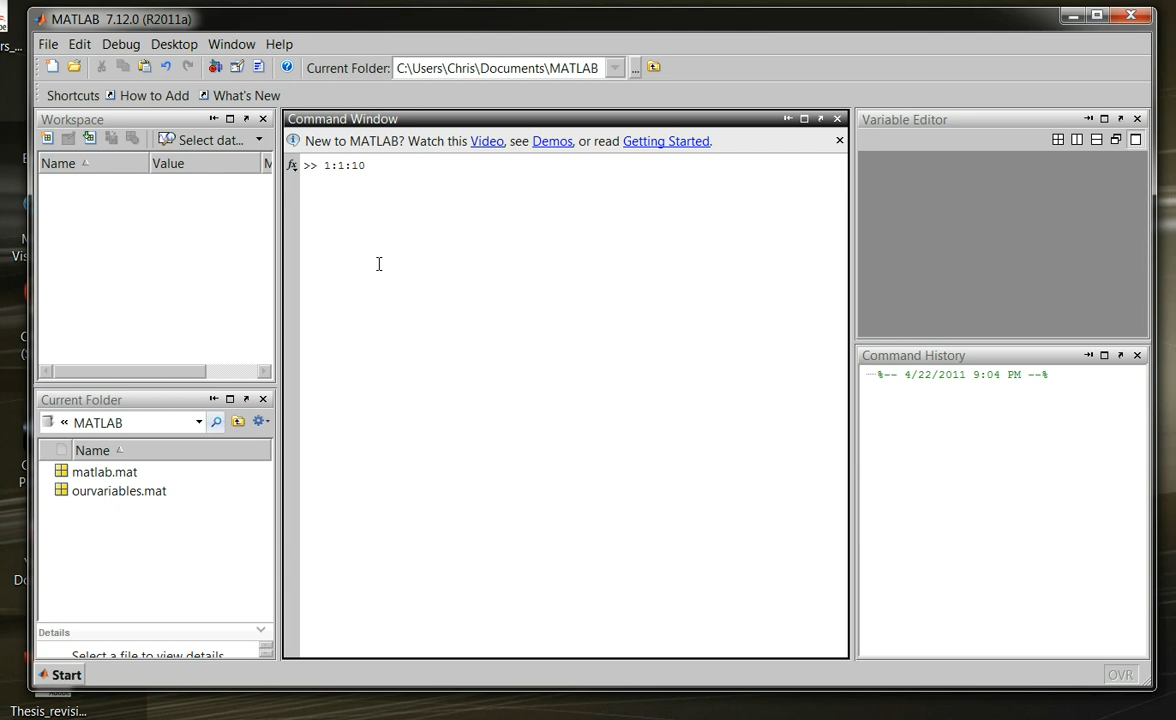 MATLAB 7.12.0 (R2011a)
File Edit Debug Desktop Window Help
Current Folder: C:\Users\Chris\Documents\MATLAB ...
Shortcuts How to Add What's New
Workspace
Select dat...
Name Value
Command Window
New to MATLAB? Watch this Video, see Demos, or read Getting Started.
fx >> 1:1:10
Variable Editor
Command History
%-- 4/22/2011 9:04 PM --%
Current Folder
« MATLAB
Name
matlab.mat
ourvariables.mat
Details
Select a file to view details
Start
OVR
Thesis_revisi...